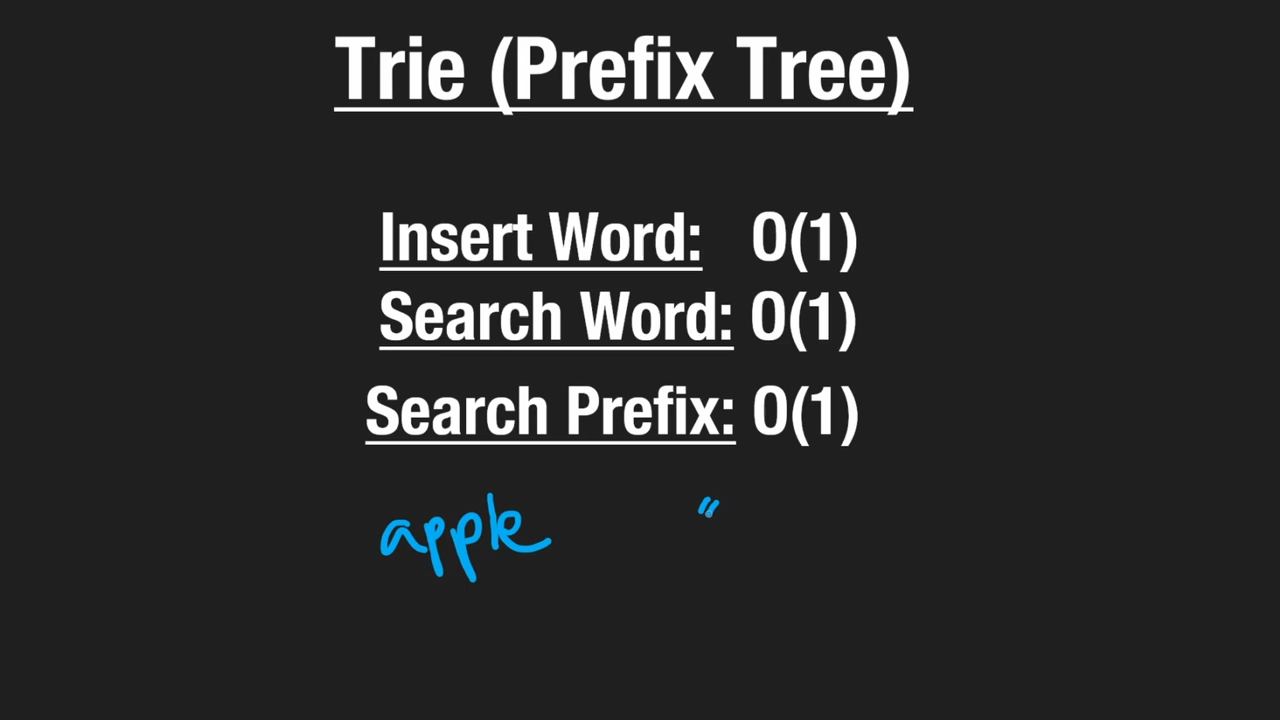 Trie (Prefix Tree)
Insert Word: O(1)
Search Word: O(1)
Search Prefix: O(1)
apple "